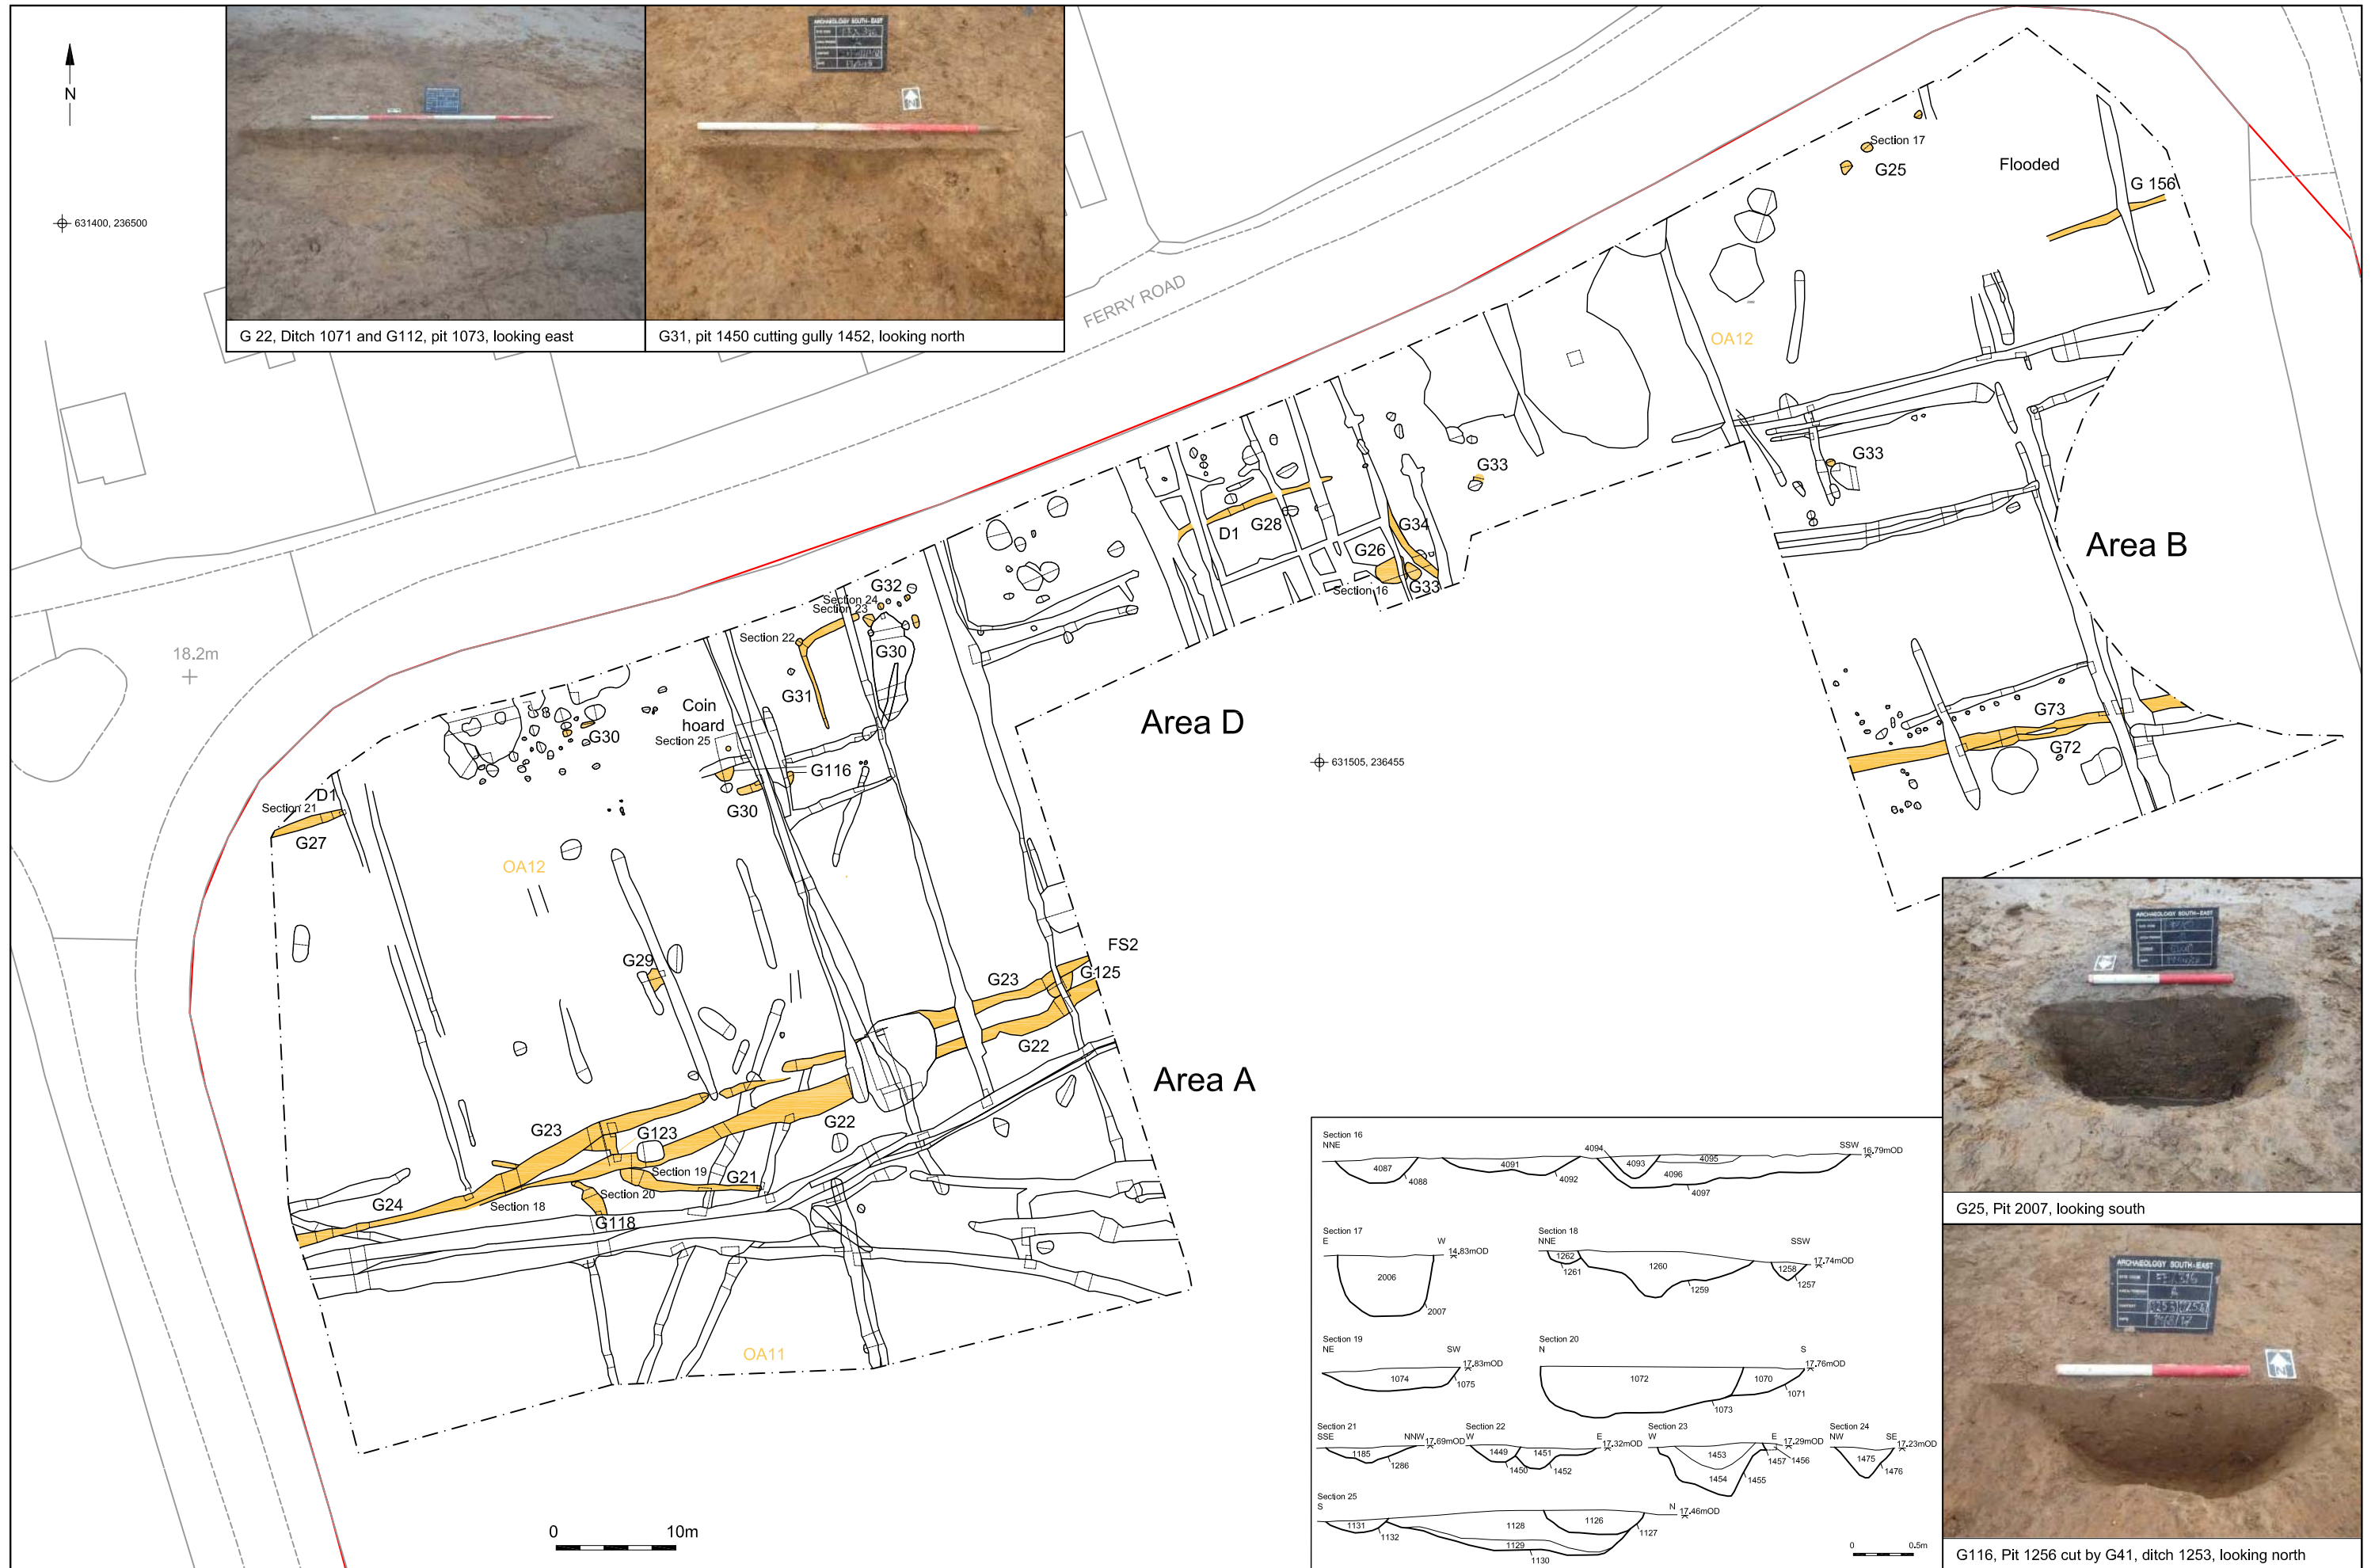 N
631400, 236500
ARCHAEOLOGY SOUTH-EAST
G 22, Ditch 1071 and G112, pit 1073, looking east
G31, pit 1450 cutting gully 1452, looking north
FERRY ROAD
18.2m
Section 17
G25
Flooded
G 156
OA12
G33
G33
Area B
G34
G28
D1
G26
G33
Section 16
G32
Section 24
Section 23
Section 22
G30
G31
Coin
hoard
Section 25
G30
G116
G30
Area D
631505, 236455
G73
G72
D1
Section 21
G27
OA12
G29
FS2
G23
G125
G22
Area A
G23
G123
G22
Section 19
G21
Section 20
G24
Section 18
G118
OA11
0 10m
Section 16
NNE
SSW
16.79mOD
4087
4088
4091
4092
4094
4093
4095
4096
4097
Section 17
E W
14.83mOD
2006
2007
Section 18
NNE SSW
17.74mOD
1262
1261
1260
1259
1258
1257
Section 19
NE SW
17.83mOD
1074
1075
Section 20
N S
17.76mOD
1072
1070
1071
1073
Section 21
SSE NNW
17.69mOD
1185
1286
Section 22
W E
17.32mOD
1449
1451
1450
1452
Section 23
W E
17.29mOD
1453
1454
1455
1457
1456
Section 24
NW SE
17.23mOD
1475
1476
Section 25
S N
17.46mOD
1131
1132
1128
1126
1127
1129
1130
0 0.5m
ARCHAEOLOGY SOUTH-EAST
G25, Pit 2007, looking south
ARCHAEOLOGY SOUTH-EAST
N
G116, Pit 1256 cut by G41, ditch 1253, looking north